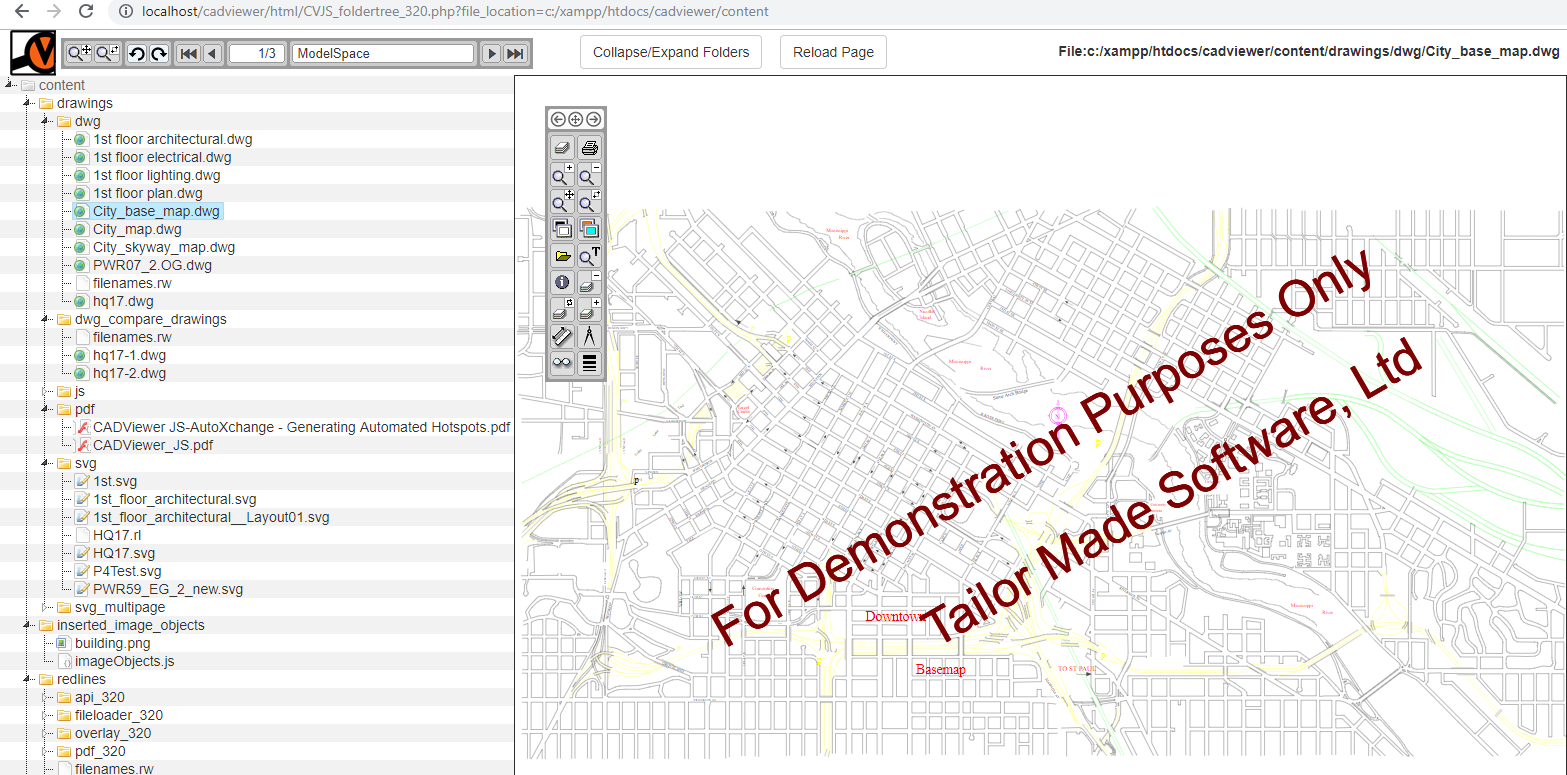 localhost/cadviewer/html/CVJS_foldertree_320.php?file_location=c:/xampp/htdocs/cadviewer/content
1/3
ModelSpace
Collapse/Expand Folders
Reload Page
File:c:/xampp/htdocs/cadviewer/content/drawings/dwg/City_base_map.dwg
content
drawings
dwg
1st floor architectural.dwg
1st floor electrical.dwg
1st floor lighting.dwg
1st floor plan.dwg
City_base_map.dwg
City_map.dwg
City_skyway_map.dwg
PWR07_2.OG.dwg
filenames.rw
hq17.dwg
dwg_compare_drawings
filenames.rw
hq17-1.dwg
hq17-2.dwg
js
pdf
CADViewer JS-AutoXchange - Generating Automated Hotspots.pdf
CADViewer_JS.pdf
svg
1st.svg
1st_floor_architectural.svg
1st_floor_architectural__Layout01.svg
HQ17.rl
HQ17.svg
P4Test.svg
PWR59_EG_2_new.svg
svg_multipage
inserted_image_objects
building.png
imageObjects.js
redlines
api_320
fileloader_320
overlay_320
pdf_320
filenames.rw
Mississippi
River
Mississippi
River
For Demonstration Purposes Only
Tailor Made Software, Ltd
P
Downtown
Basemap
TO ST PAUL
Mississippi
River